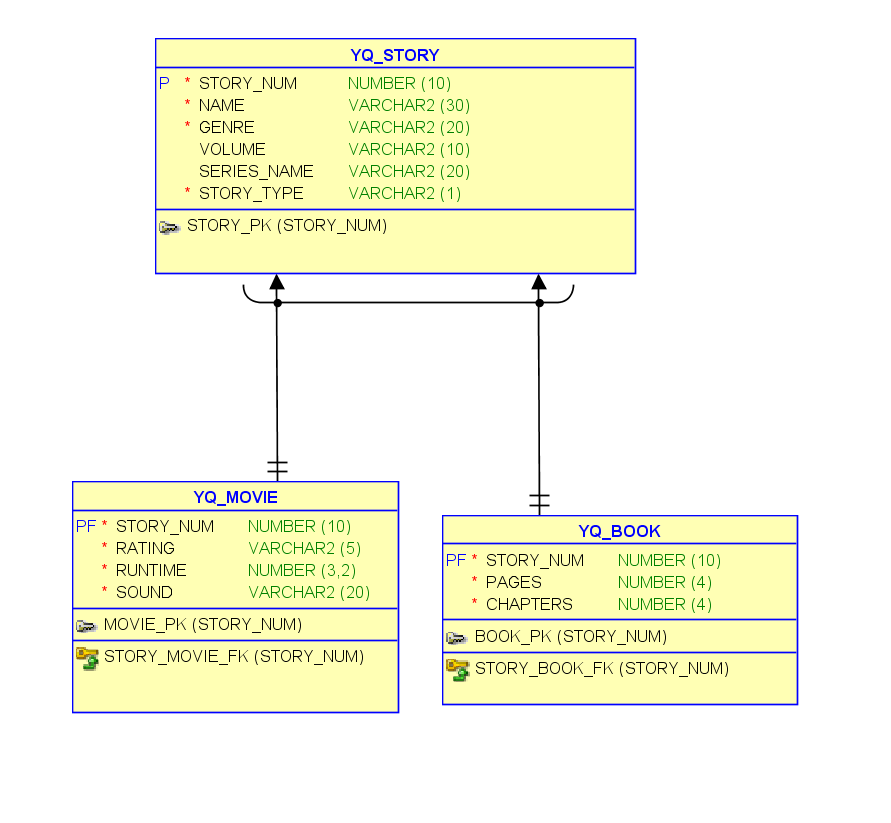 YQ_STORY
P * STORY_NUM NUMBER (10)
* NAME VARCHAR2 (30)
* GENRE VARCHAR2 (20)
VOLUME VARCHAR2 (10)
SERIES_NAME VARCHAR2 (20)
* STORY_TYPE VARCHAR2 (1)
STORY_PK (STORY_NUM)
YQ_MOVIE
PF * STORY_NUM NUMBER (10)
* RATING VARCHAR2 (5)
* RUNTIME NUMBER (3,2)
* SOUND VARCHAR2 (20)
MOVIE_PK (STORY_NUM)
STORY_MOVIE_FK (STORY_NUM)
YQ_BOOK
PF * STORY_NUM NUMBER (10)
* PAGES NUMBER (4)
* CHAPTERS NUMBER (4)
BOOK_PK (STORY_NUM)
STORY_BOOK_FK (STORY_NUM)